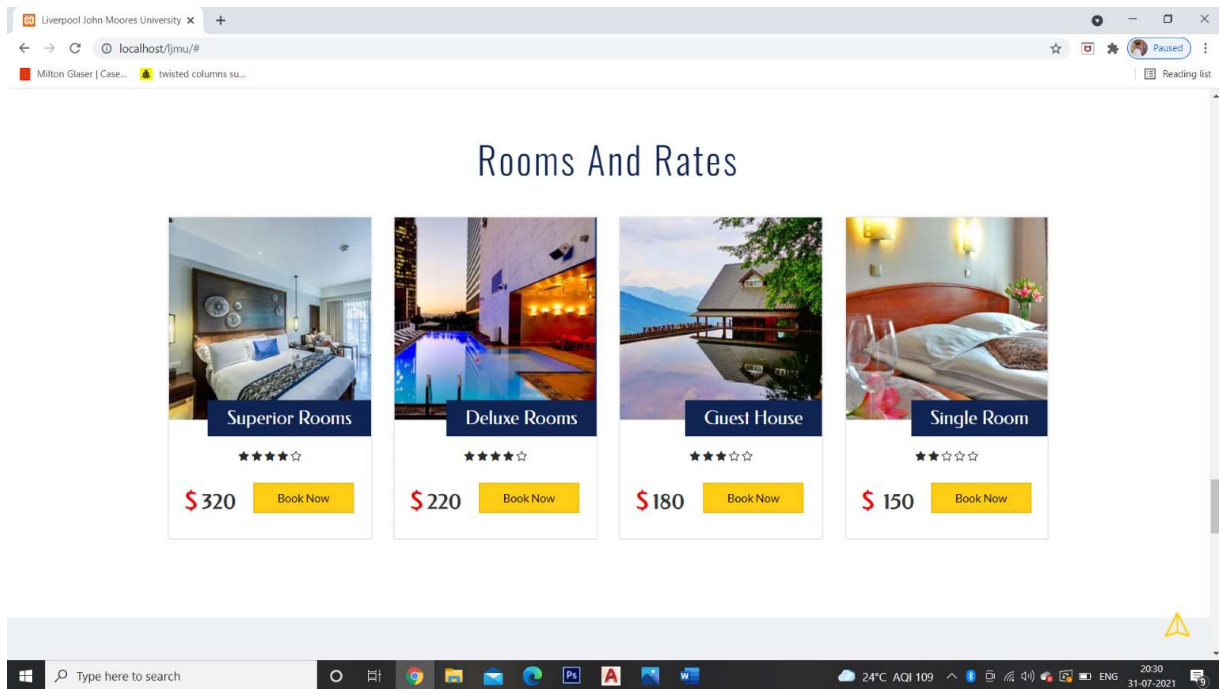 Liverpool John Moores University
localhost/ljmu/#
Paused
Milton Glaser | Case...
twisted columns su...
Reading list
Rooms And Rates
Superior Rooms
Deluxe Rooms
Guest House
Single Room
$ 320
Book Now
$ 220
Book Now
$ 180
Book Now
$ 150
Book Now
Type here to search
Ps
A
W
24°C AQI 109
ENG
20:30
31-07-2021
9